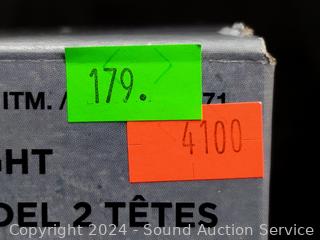 179.
ITM. / 71
4100
GHT
DEL 2 TÊTES
Copyright 2024 - Sound Auction Service